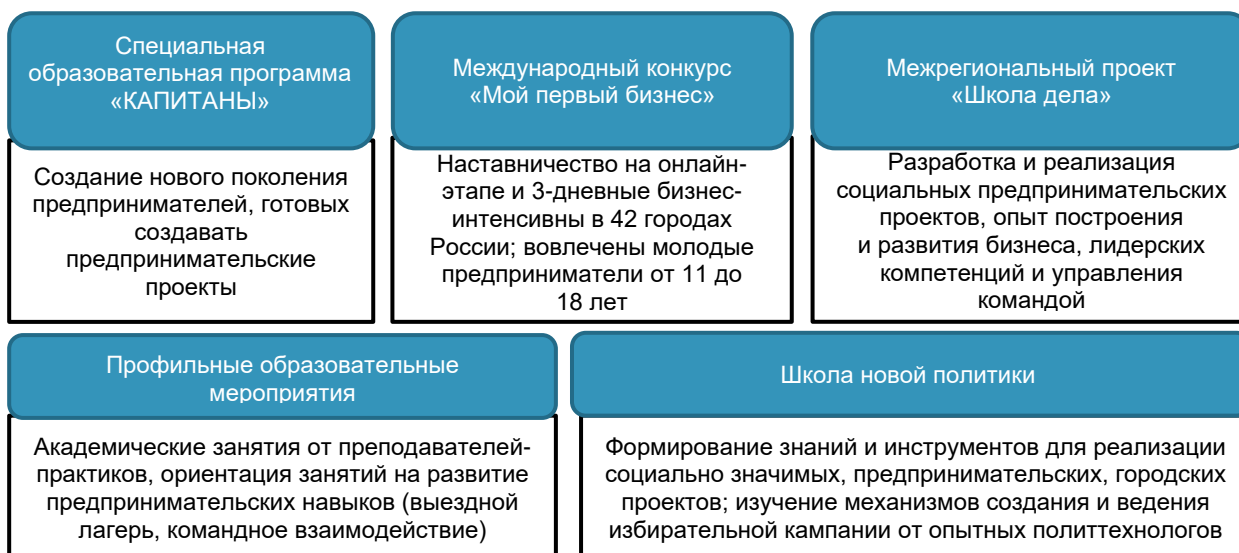 Специальная
образовательная программа
«КАПИТАНЫ»
Создание нового поколения
предпринимателей, готовых
создавать
предпринимательские
проекты
Международный конкурс
«Мой первый бизнес»
Наставничество на онлайн-
этапе и 3-дневные бизнес-
интенсивны в 42 городах
России; вовлечены молодые
предприниматели от 11 до
18 лет
Межрегиональный проект
«Школа дела»
Разработка и реализация
социальных предпринимательских
проектов, опыт построения
и развития бизнеса, лидерских
компетенций и управления
командой
Профильные образовательные
мероприятия
Академические занятия от преподавателей-
практиков, ориентация занятий на развитие
предпринимательских навыков (выездной
лагерь, командное взаимодействие)
Школа новой политики
Формирование знаний и инструментов для реализации
социально значимых, предпринимательских, городских
проектов; изучение механизмов создания и ведения
избирательной кампании от опытных политтехнологов